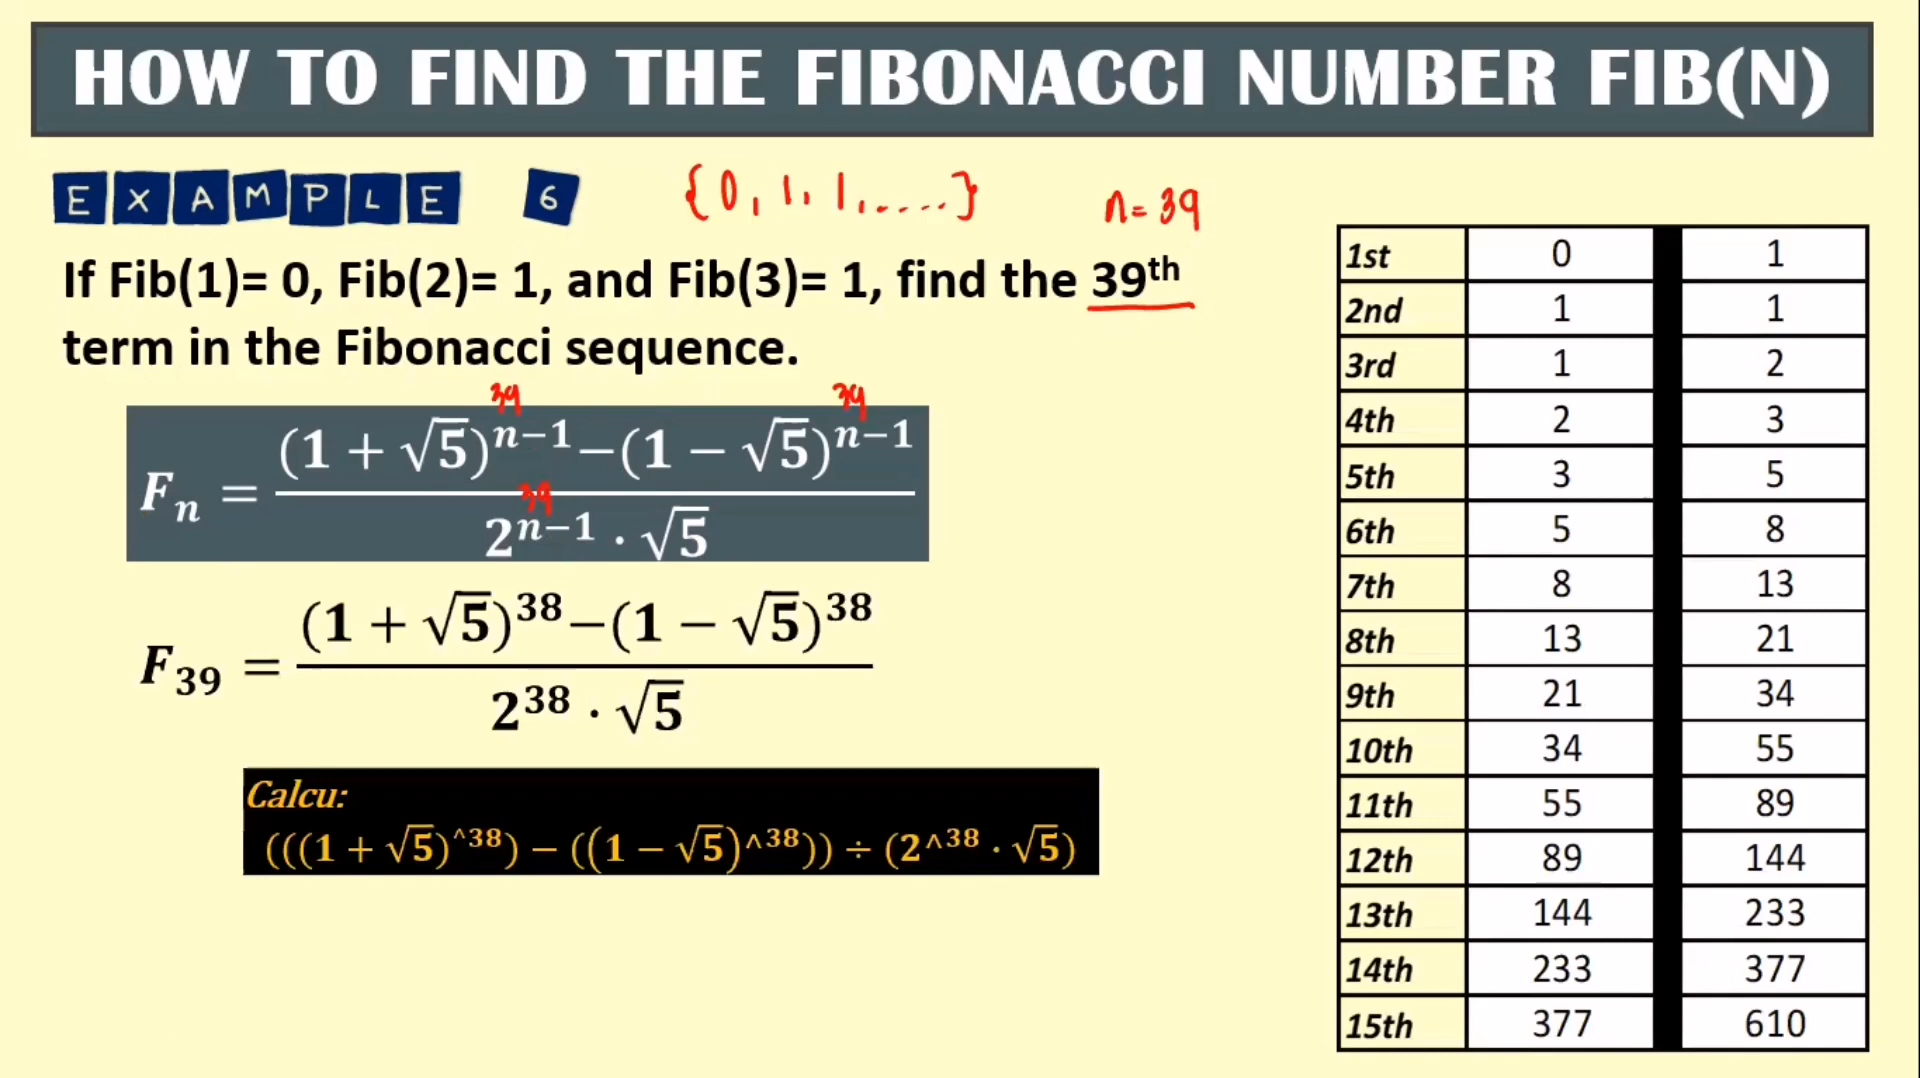 HOW TO FIND THE FIBONACCI NUMBER FIB(N)
EXAMPLE 6
{0, 1, 1, ....}
n=39
If Fib(1)= 0, Fib(2)= 1, and Fib(3)= 1, find the 39th
term in the Fibonacci sequence.
39 39
Fₙ = (1 + √5)ⁿ⁻¹−(1 − √5)ⁿ⁻¹
39
2ⁿ⁻¹ · √5
F₃₉ = (1 + √5)³⁸−(1 − √5)³⁸
2³⁸ · √5
Calcu:
(((1 + √5)^38) − ((1 − √5)^38)) ÷ (2^38 · √5)
1st 0 1
2nd 1 1
3rd 1 2
4th 2 3
5th 3 5
6th 5 8
7th 8 13
8th 13 21
9th 21 34
10th 34 55
11th 55 89
12th 89 144
13th 144 233
14th 233 377
15th 377 610